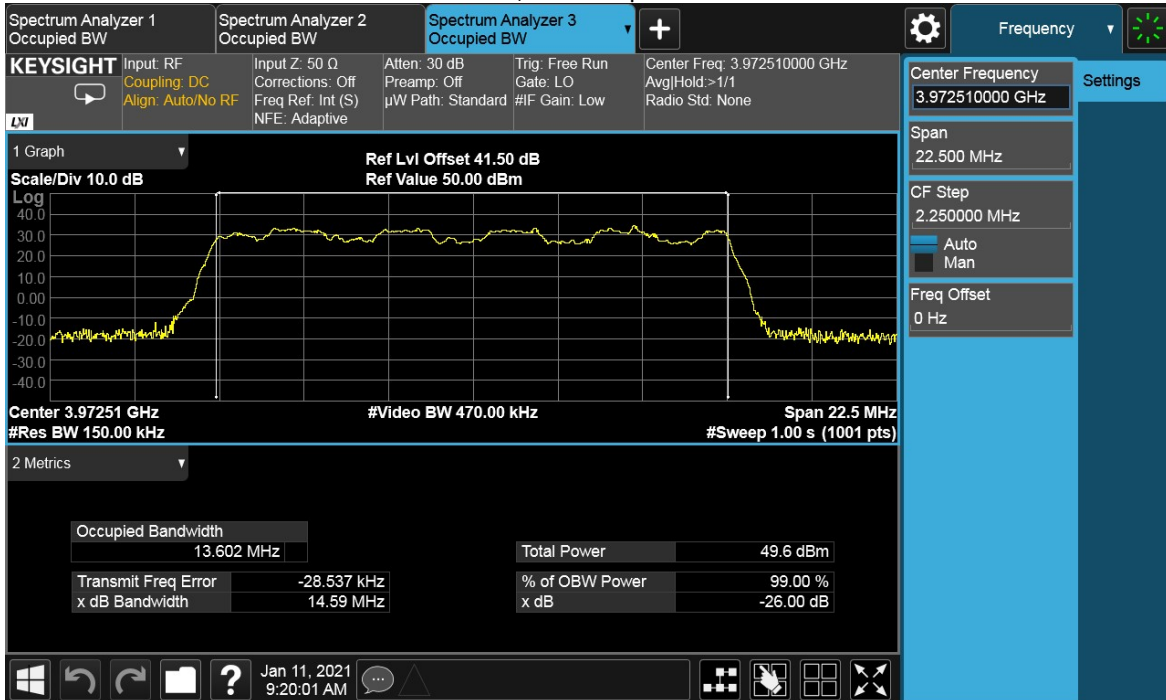 Spectrum Analyzer 1
Occupied BW
Spectrum Analyzer 2
Occupied BW
Spectrum Analyzer 3
Occupied BW
Frequency
KEYSIGHT
LXI
Input: RF
Coupling: DC
Align: Auto/No RF
Input Z: 50 Ω
Corrections: Off
Freq Ref: Int (S)
NFE: Adaptive
Atten: 30 dB
Preamp: Off
µW Path: Standard
Trig: Free Run
Gate: LO
#IF Gain: Low
Center Freq: 3.972510000 GHz
Avg|Hold:>1/1
Radio Std: None
Center Frequency
3.972510000 GHz
Settings
Span
22.500 MHz
CF Step
2.250000 MHz
Auto
Man
Freq Offset
0 Hz
1 Graph
Scale/Div 10.0 dB
Ref Lvl Offset 41.50 dB
Ref Value 50.00 dBm
Log
40.0
30.0
20.0
10.0
0.00
-10.0
-20.0
-30.0
-40.0
Center 3.97251 GHz
#Video BW 470.00 kHz
Span 22.5 MHz
#Res BW 150.00 kHz
#Sweep 1.00 s (1001 pts)
2 Metrics
Occupied Bandwidth
13.602 MHz
Total Power 49.6 dBm
Transmit Freq Error -28.537 kHz
% of OBW Power 99.00 %
x dB Bandwidth 14.59 MHz
x dB -26.00 dB
?
Jan 11, 2021
9:20:01 AM